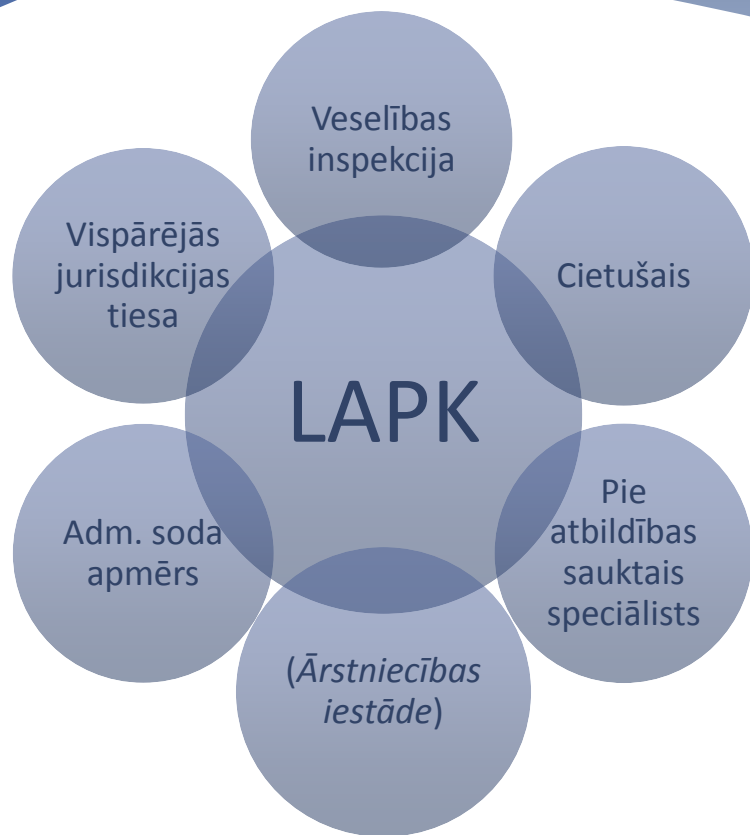 Veselības
inspekcija
Vispārējās
jurisdikcijas
tiesa
Cietušais
LAPK
Adm. soda
apmērs
Pie
atbildības
sauktais
speciālists
(Ārstniecības
iestāde)